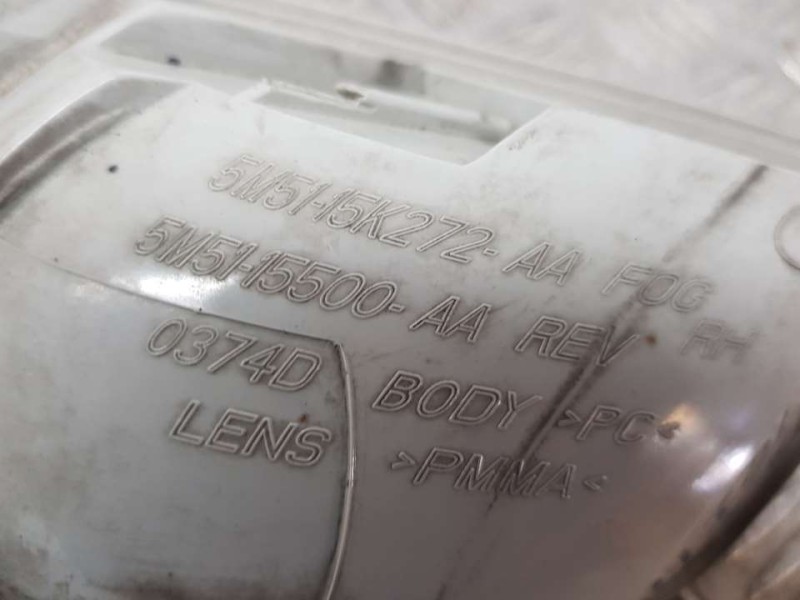 5M51-15K272-AA FOG
5M51-15500-AA REV RH
0374D BODY >PC<
LENS >PMMA<